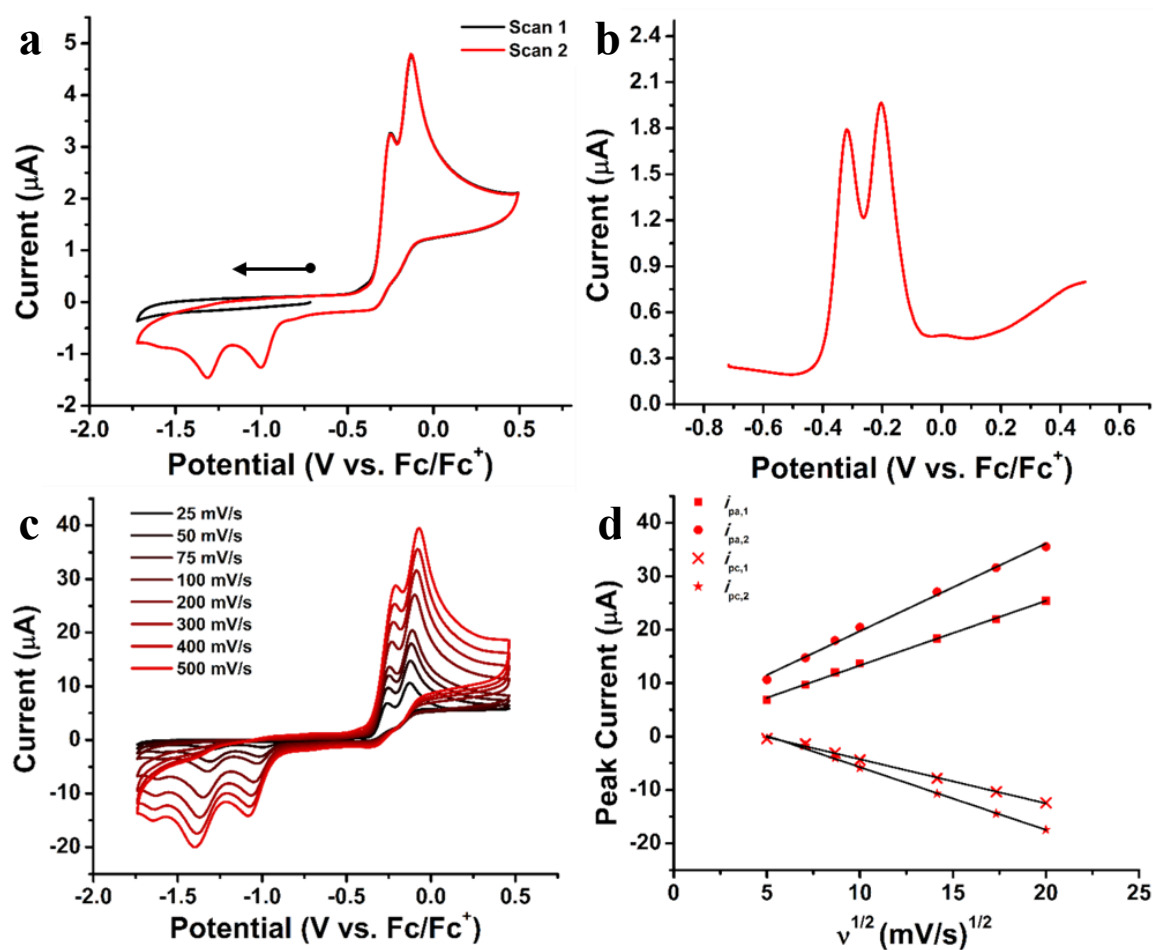 a
Scan 1
Scan 2
5
4
3
2
1
0
-1
-2
Current (μA)
-2.0 -1.5 -1.0 -0.5 0.0 0.5
Potential (V vs. Fc/Fc⁺)
b
2.4
2.1
1.8
1.5
1.2
0.9
0.6
0.3
0.0
Current (μA)
-0.8 -0.6 -0.4 -0.2 0.0 0.2 0.4 0.6
Potential (V vs. Fc/Fc⁺)
c
25 mV/s
50 mV/s
75 mV/s
100 mV/s
200 mV/s
300 mV/s
400 mV/s
500 mV/s
40
30
20
10
0
-10
-20
Current (μA)
-2.0 -1.5 -1.0 -0.5 0.0 0.5
Potential (V vs. Fc/Fc⁺)
d
i pa,1
i pa,2
i pc,1
i pc,2
40
30
20
10
0
-10
-20
Peak Current (μA)
0 5 10 15 20 25
ν¹/² (mV/s)¹/²